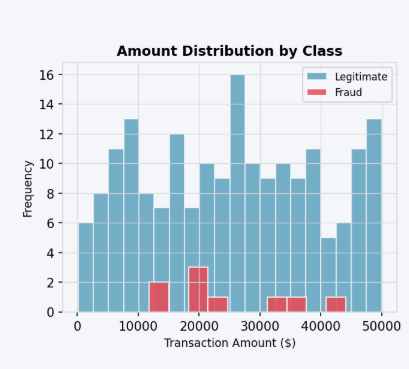 Amount Distribution by Class
Legitimate
Fraud
16
14
12
10
8
6
4
2
0
Frequency
0 10000 20000 30000 40000 50000
Transaction Amount ($)